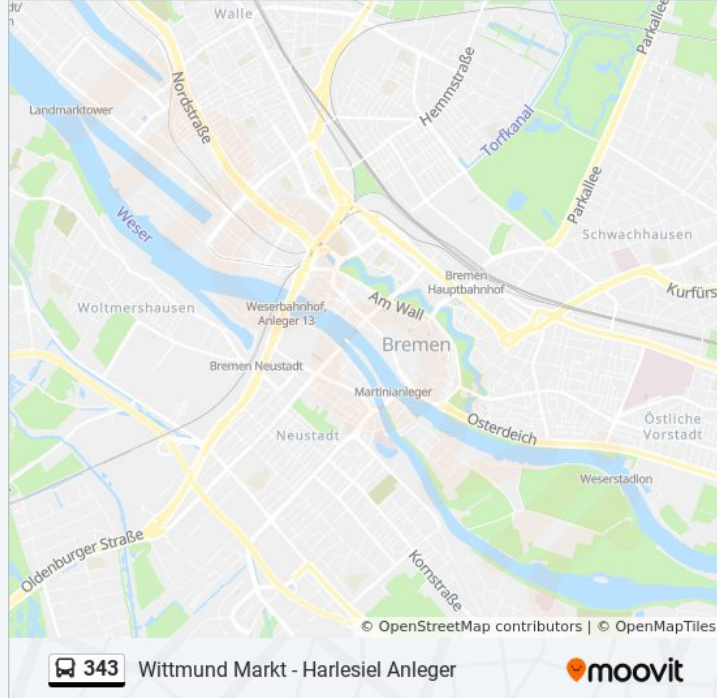 dt/
Walle
Parkallee
Hemmstraße
Nordstraße
Landmarktower
Torfkanal
Parkallee
Weser
Schwachhausen
Bremen
Hauptbahnhof
Kurfürs
Woltmershausen
Weserbahnhof,
Anleger 13
Am Wall
Bremen
Bremen Neustadt
Martinianleger
Osterdeich
Östliche
Vorstadt
Neustadt
Weserstadion
Oldenburger Straße
Kornstraße
© OpenStreetMap contributors | © OpenMapTiles
343 Wittmund Markt - Harlesiel Anleger moovit